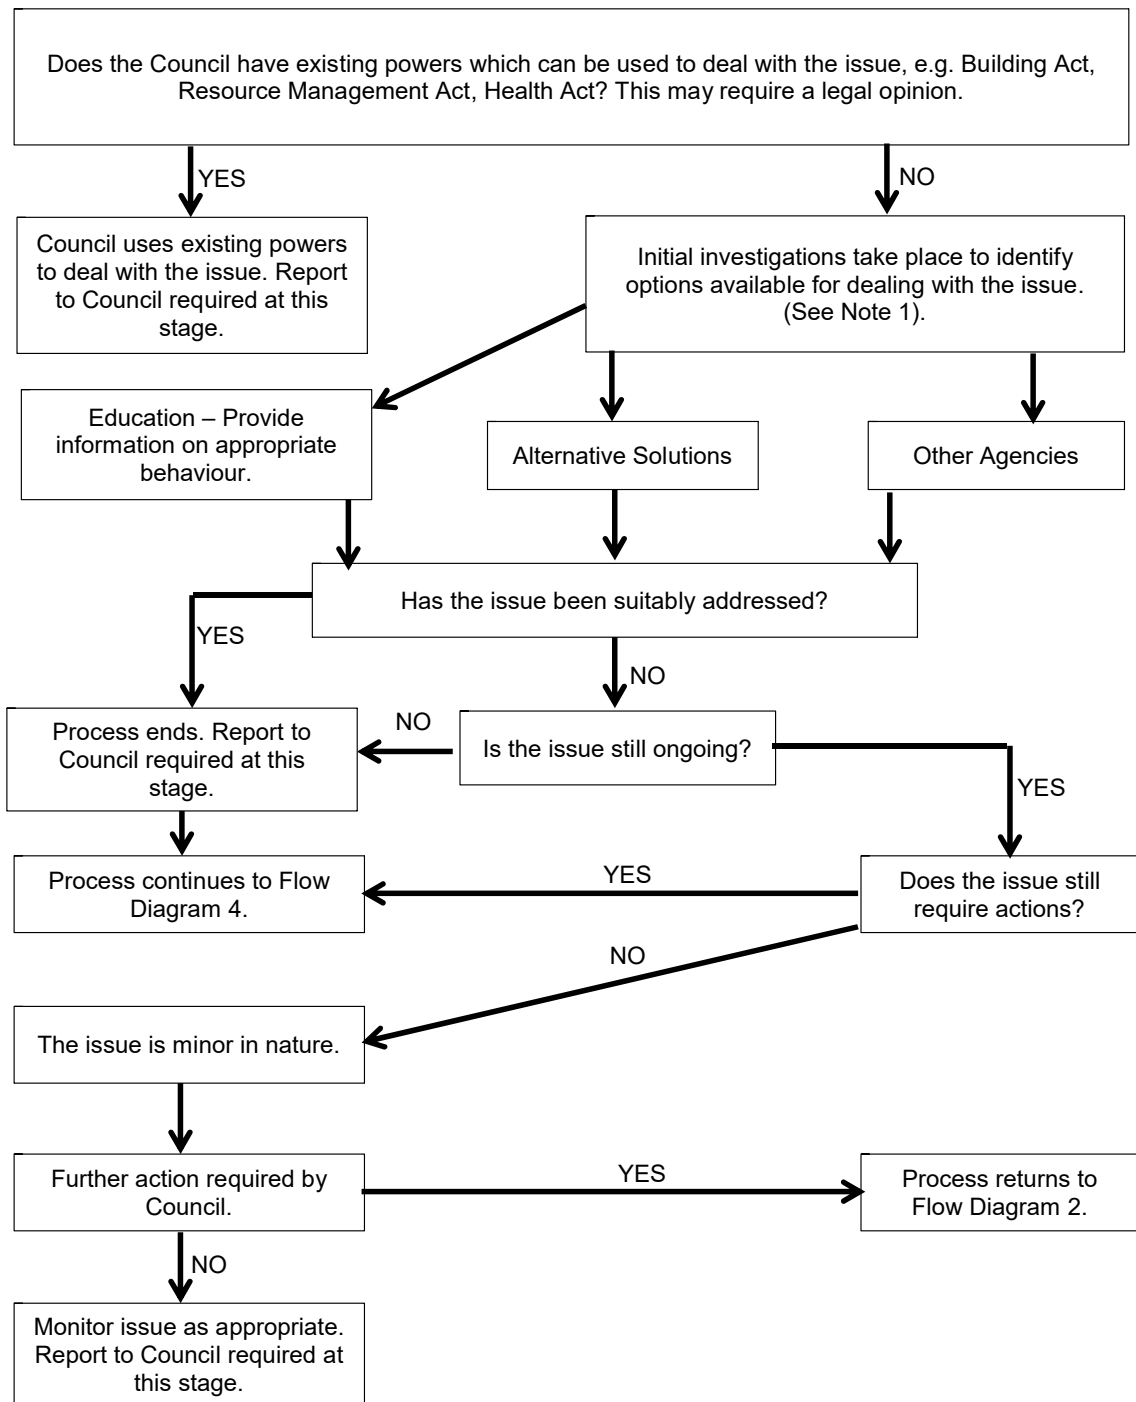 Does the Council have existing powers which can be used to deal with the issue, e.g. Building Act,
Resource Management Act, Health Act? This may require a legal opinion.
YES
NO
Council uses existing powers
to deal with the issue. Report
to Council required at this
stage.
Initial investigations take place to identify
options available for dealing with the issue.
(See Note 1).
Education – Provide
information on appropriate
behaviour.
Alternative Solutions
Other Agencies
Has the issue been suitably addressed?
YES
NO
Process ends. Report to
Council required at this
stage.
NO
Is the issue still ongoing?
YES
Process continues to Flow
Diagram 4.
YES
Does the issue still
require actions?
NO
The issue is minor in nature.
Further action required by
Council.
YES
Process returns to
Flow Diagram 2.
NO
Monitor issue as appropriate.
Report to Council required at
this stage.